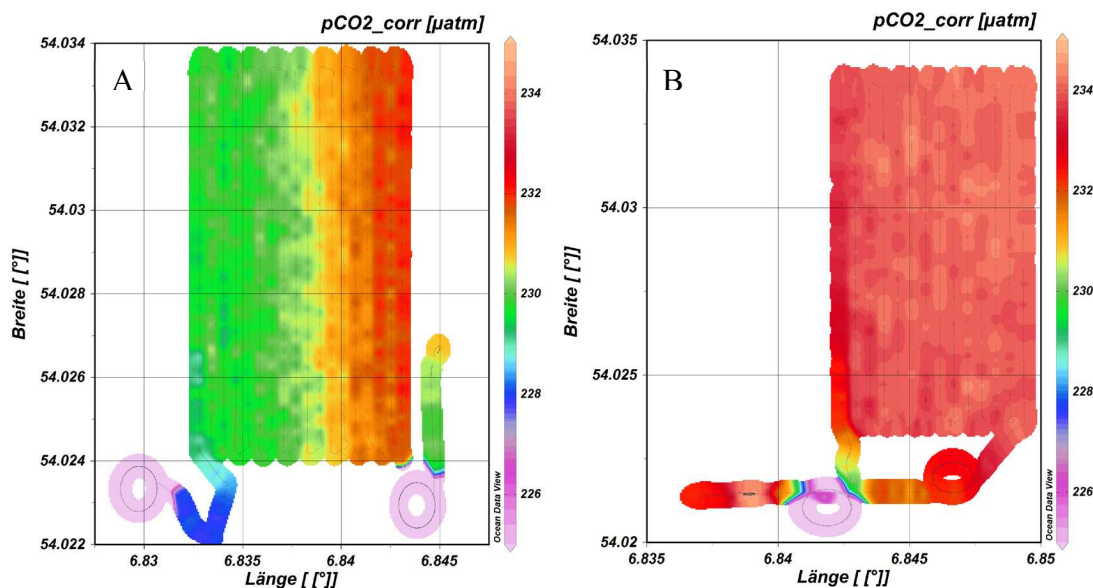 pCO2_corr [µatm]
A
54.034
54.032
54.03
54.028
54.026
54.024
54.022
Breite [ [°]]
6.83
6.835
6.84
6.845
Länge [ [°]]
234
232
230
228
226
Ocean Data View
pCO2_corr [µatm]
B
54.035
54.03
54.025
54.02
Breite [ [°]]
6.835
6.84
6.845
6.85
Länge [ [°]]
234
232
230
228
226
Ocean Data View